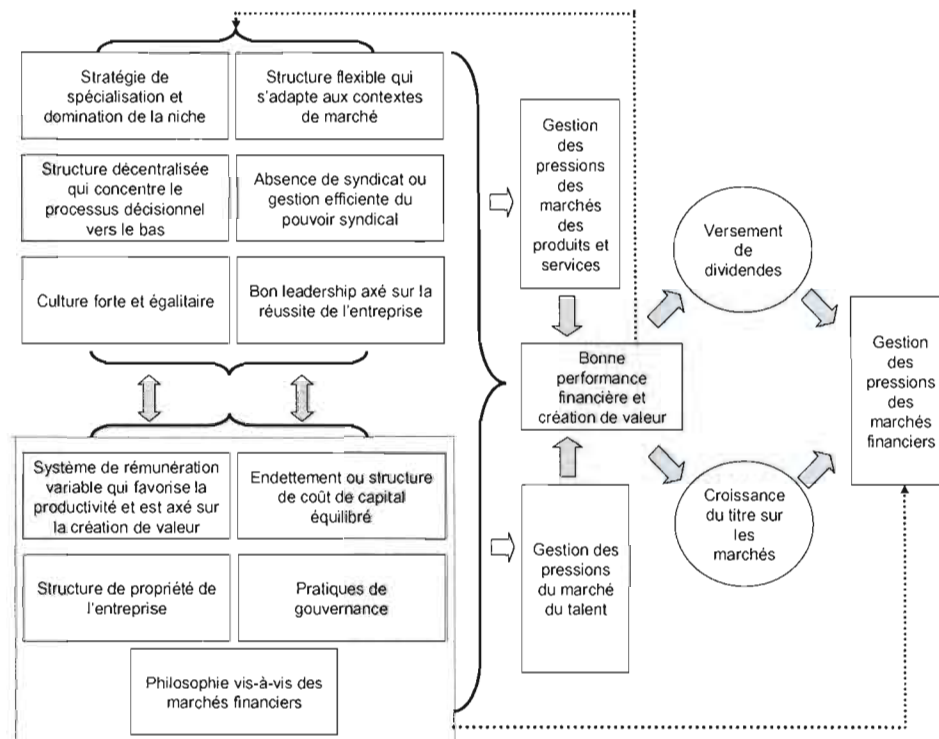 Stratégie de
spécialisation et
domination de la niche
Structure flexible qui
s'adapte aux contextes
de marché
Structure décentralisée
qui concentre le
processus décisionnel
vers le bas
Absence de syndicat ou
gestion efficiente du
pouvoir syndical
Culture forte et égalitaire
Bon leadership axé sur la
réussite de l'entreprise
Système de rémunération
variable qui favorise la
productivité et est axé sur
la création de valeur
Endettement ou structure
de coût de capital
équilibré
Structure de propriété de
l'entreprise
Pratiques de
gouvernance
Philosophie vis-à-vis des
marchés financiers
Gestion
des
pressions
des
marchés
des
produits et
services
Bonne
performance
financière et
création de valeur
Gestion des
pressions
du marché
du talent
Versement
de
dividendes
Croissance
du titre sur
les
marchés
Gestion
des
pressions
des
marchés
financiers